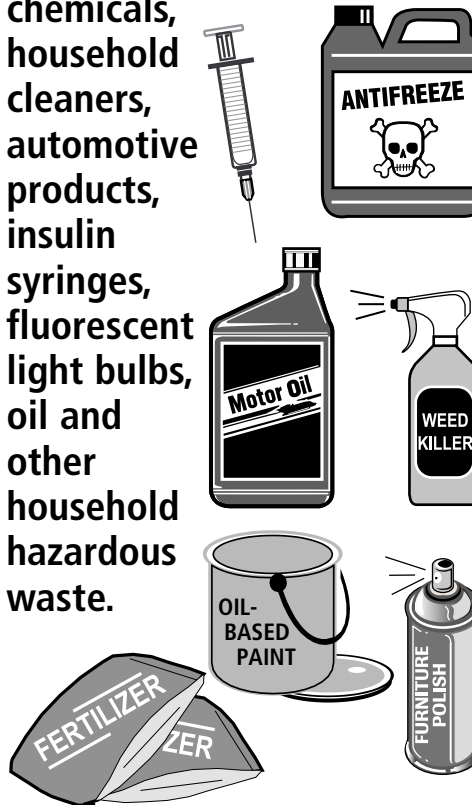 chemicals,
household
cleaners,
automotive
products,
insulin
syringes,
fluorescent
light bulbs,
oil and
other
household
hazardous
waste.
ANTIFREEZE
Motor Oil
WEED
KILLER
OIL-
BASED
PAINT
FURNITURE
POLISH
FERTILIZER
ZER